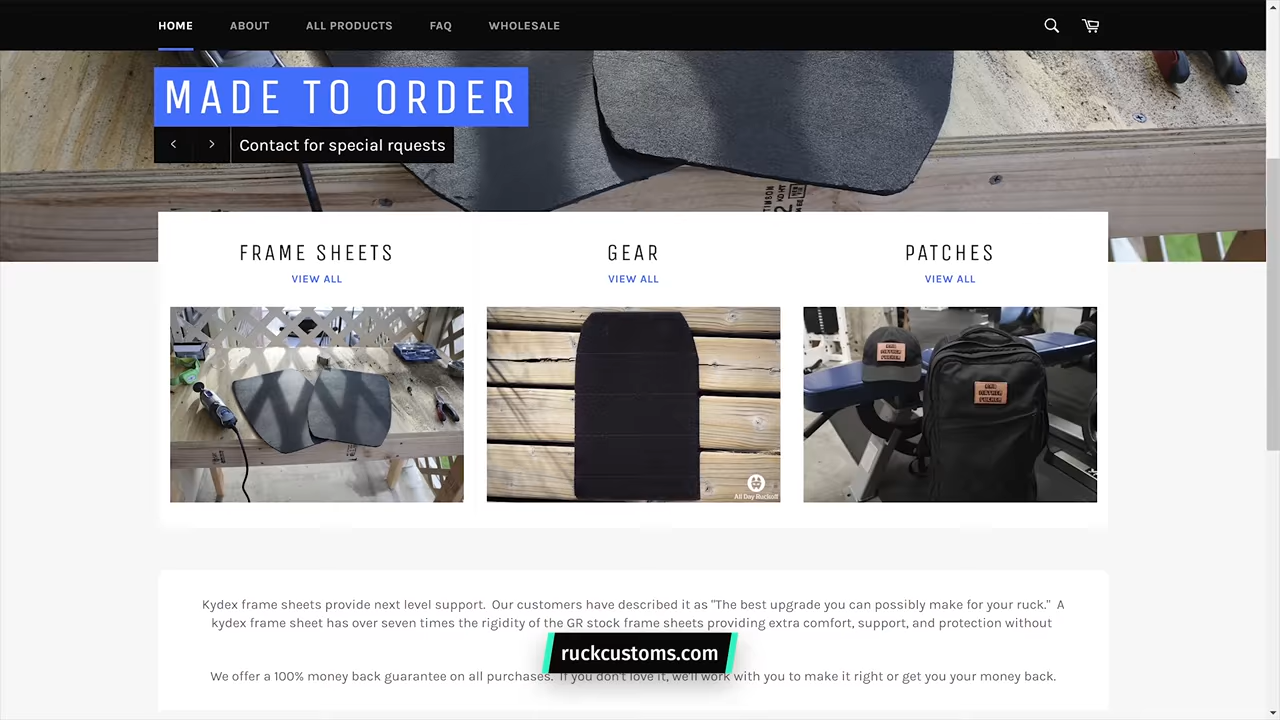 HOME ABOUT ALL PRODUCTS FAQ WHOLESALE
MADE TO ORDER
Contact for special rquests
FRAME SHEETS GEAR PATCHES
VIEW ALL VIEW ALL VIEW ALL
All Day Ruckoff
Kydex frame sheets provide next level support. Our customers have described it as "The best upgrade you can possibly make for your ruck." A
kydex frame sheet has over seven times the rigidity of the GR stock frame sheets providing extra comfort, support, and protection without
ruckcustoms.com
We offer a 100% money back guarantee on all purchases. If you don't love it, we'll work with you to make it right or get you your money back.